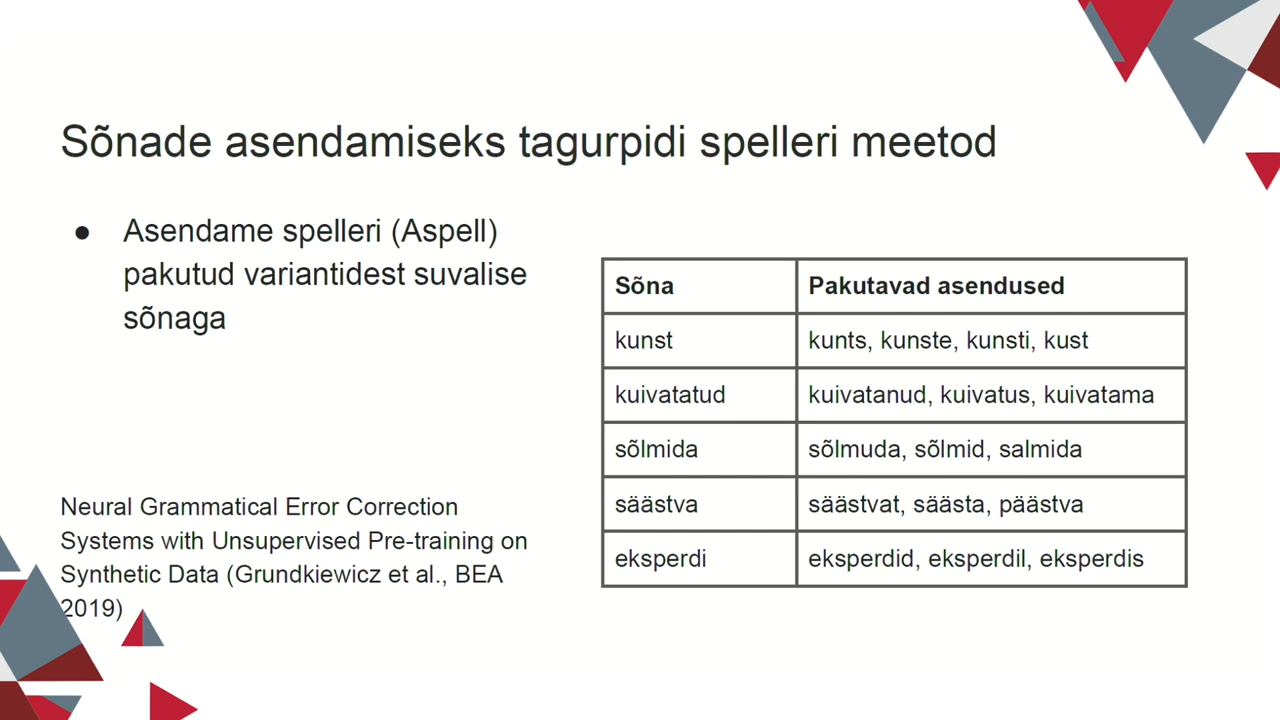 Sõnade asendamiseks tagurpidi spelleri meetod
● Asendame spelleri (Aspell)
pakutud variantidest suvalise
sõnaga
Neural Grammatical Error Correction
Systems with Unsupervised Pre-training on
Synthetic Data (Grundkiewicz et al., BEA
2019)
Sõna Pakutavad asendused
kunst kunts, kunste, kunsti, kust
kuivatatud kuivatanud, kuivatus, kuivatama
sõlmida sõlmuda, sõlmid, salmida
säästva säästvat, säästa, päästva
eksperdi eksperdid, eksperdil, eksperdis